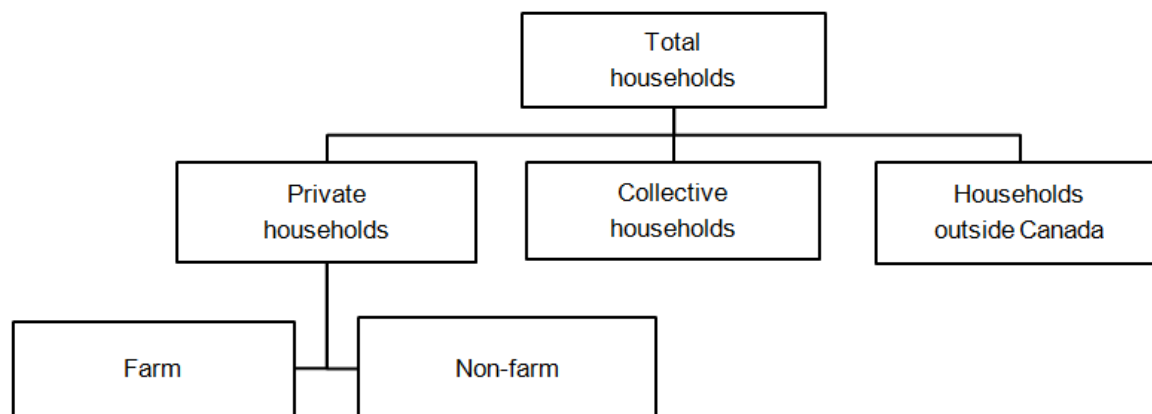 Total
households
Private
households
Collective
households
Households
outside Canada
Farm
Non-farm